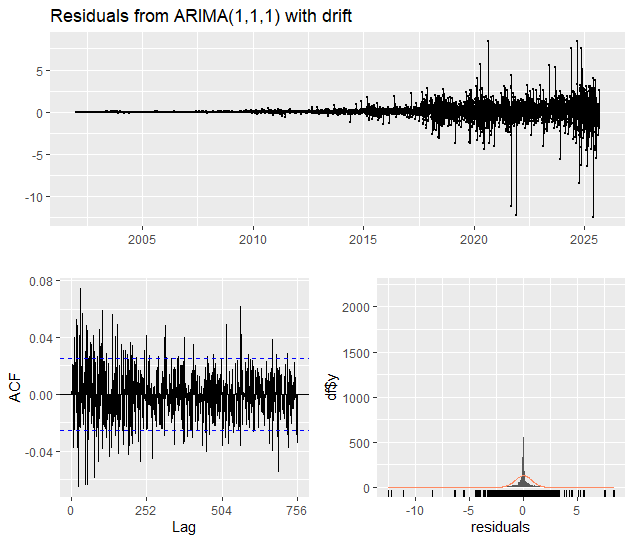 Residuals from ARIMA(1,1,1) with drift
5
0
-5
-10
2005 2010 2015 2020 2025
0.08
0.04
0.00
-0.04
ACF
0 252 504 756
Lag
2000
1500
1000
500
0
df$y
-10 -5 0 5
residuals